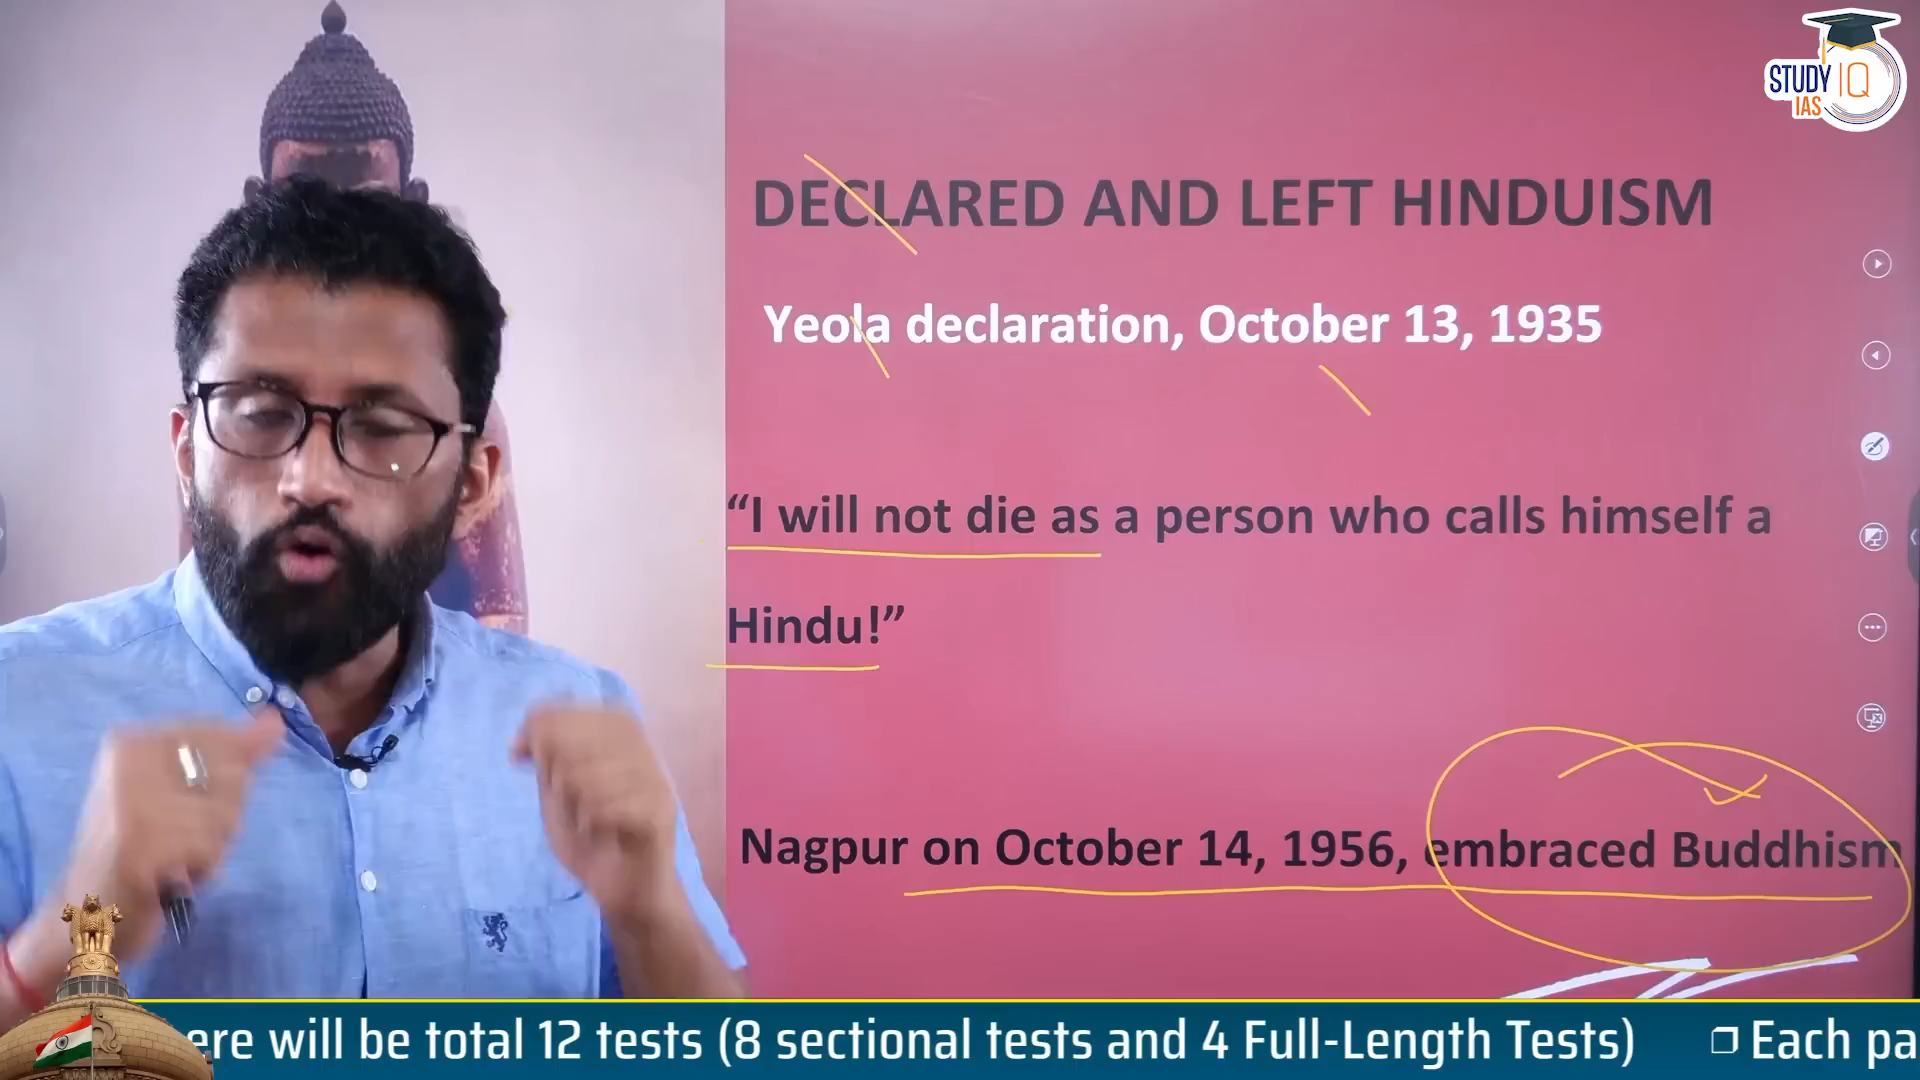 STUDY IQ
IAS
DECLARED AND LEFT HINDUISM
Yeola declaration, October 13, 1935
“I will not die as a person who calls himself a
Hindu!”
Nagpur on October 14, 1956, embraced Buddhism
ere will be total 12 tests (8 sectional tests and 4 Full-Length Tests) ❐ Each pa